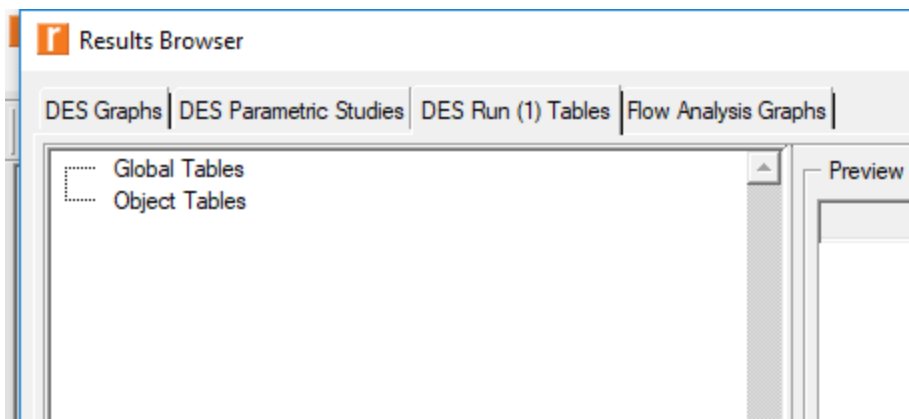 Results Browser
DES Graphs DES Parametric Studies DES Run (1) Tables Flow Analysis Graphs
Global Tables Preview
Object Tables